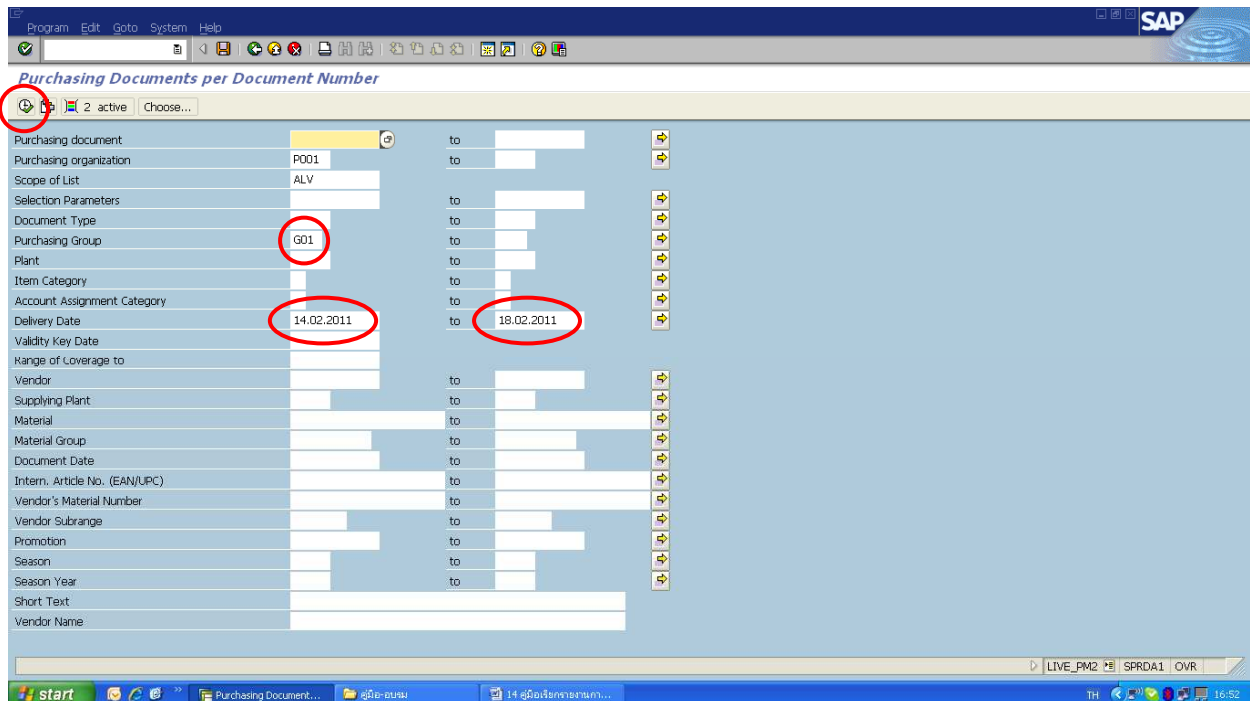 Program Edit Goto System Help
SAP
Purchasing Documents per Document Number
2 active Choose...
Purchasing document to
Purchasing organization P001 to
Scope of List ALV
Selection Parameters to
Document Type to
Purchasing Group G01 to
Plant to
Item Category to
Account Assignment Category to
Delivery Date 14.02.2011 to 18.02.2011
Validity Key Date
Range of Coverage to
Vendor to
Supplying Plant to
Material to
Material Group to
Document Date to
Intern. Article No. (EAN/UPC) to
Vendor's Material Number to
Vendor Subrange to
Promotion to
Season to
Season Year to
Short Text
Vendor Name
LIVE_PM2 SPRDA1 OVR
start Purchasing Document... คู่มือ-อบรม 14 คู่มือเรียกรายงานกา... TH 16:52